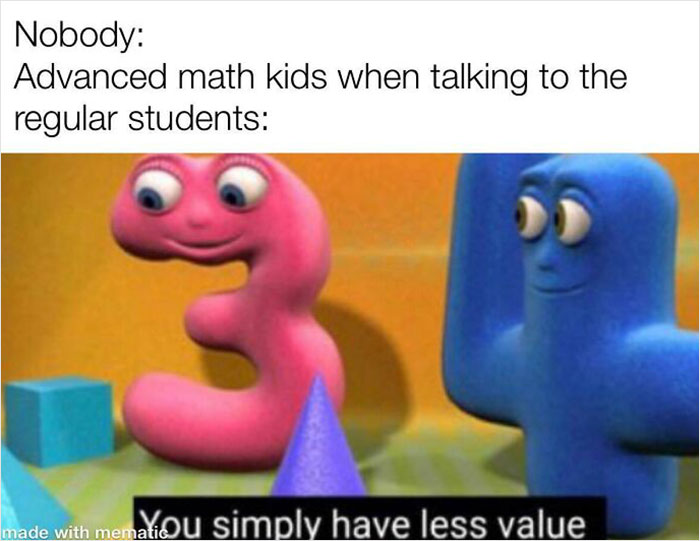 Nobody:
Advanced math kids when talking to the
regular students:
You simply have less value
made with mematic